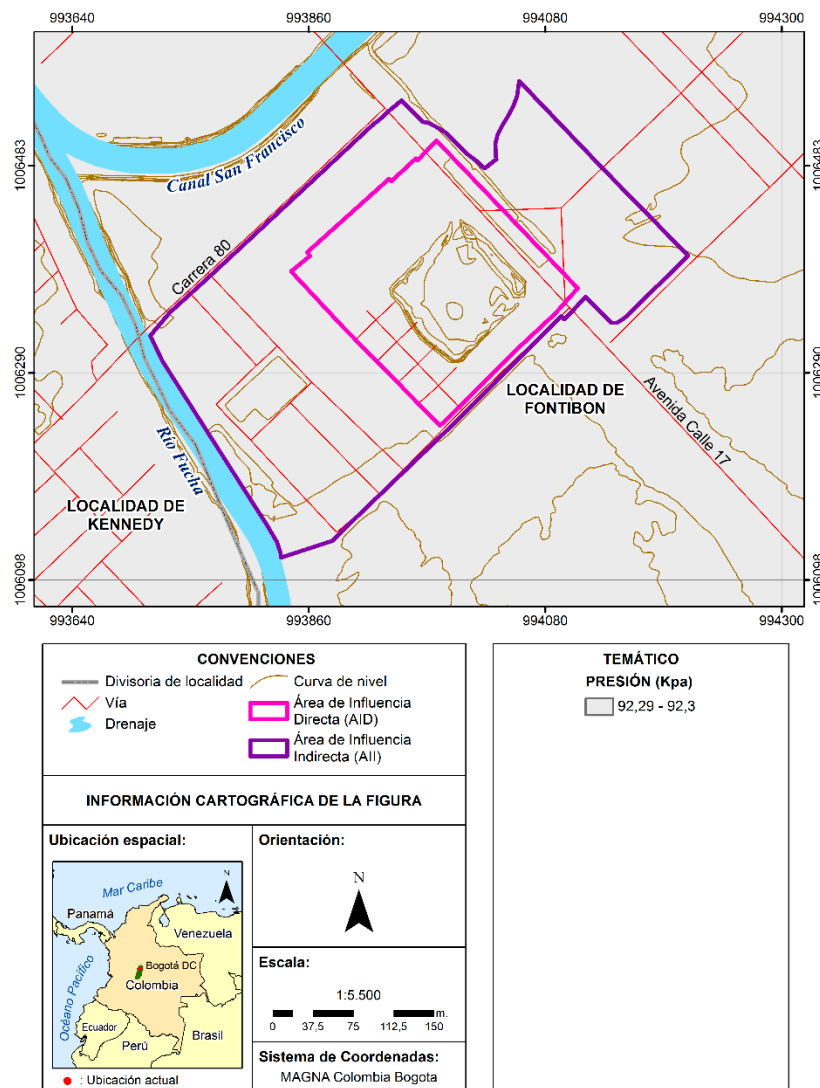 993640 993860 994080 994300
1006483
1006290
1006098
1006483
1006290
1006098
Canal San Francisco
Carrera 80
LOCALIDAD DE
FONTIBON
Avenida Calle 17
Río Fucha
LOCALIDAD DE
KENNEDY
993640 993860 994080 994300
CONVENCIONES
Divisoria de localidad
Curva de nivel
Vía
Área de Influencia
Directa (AID)
Drenaje
Área de Influencia
Indirecta (AII)
INFORMACIÓN CARTOGRÁFICA DE LA FIGURA
Ubicación espacial:
Mar Caribe
N
Panamá
Venezuela
Bogotá DC
Colombia
Océano Pacífico
Ecuador
Perú
Brasil
: Ubicación actual
Orientación:
N
Escala:
1:5.500
m.
0 37,5 75 112,5 150
Sistema de Coordenadas:
MAGNA Colombia Bogota
TEMÁTICO
PRESIÓN (Kpa)
92,29 - 92,3